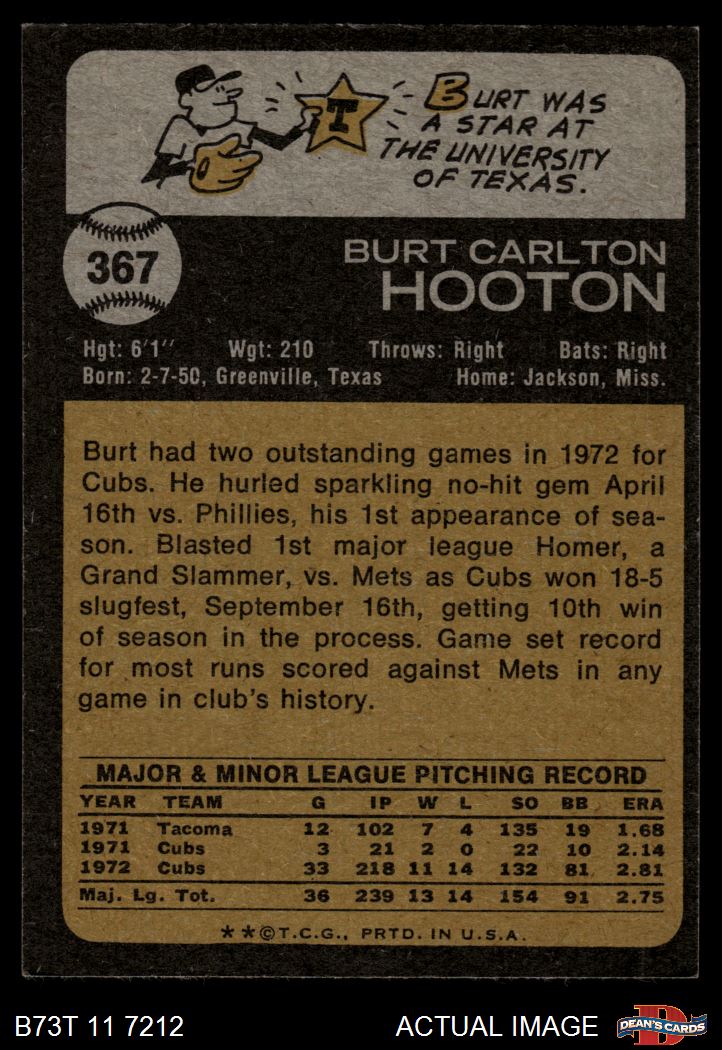 T
BURT WAS
A STAR AT
THE UNIVERSITY
OF TEXAS.
367
BURT CARLTON
HOOTON
Hgt: 6'1" Wgt: 210 Throws: Right Bats: Right
Born: 2-7-50, Greenville, Texas Home: Jackson, Miss.
Burt had two outstanding games in 1972 for
Cubs. He hurled sparkling no-hit gem April
16th vs. Phillies, his 1st appearance of sea-
son. Blasted 1st major league Homer, a
Grand Slammer, vs. Mets as Cubs won 18-5
slugfest, September 16th, getting 10th win
of season in the process. Game set record
for most runs scored against Mets in any
game in club's history.
MAJOR & MINOR LEAGUE PITCHING RECORD
YEAR TEAM G IP W L SO BB ERA
1971 Tacoma 12 102 7 4 135 19 1.68
1971 Cubs 3 21 2 0 22 10 2.14
1972 Cubs 33 218 11 14 132 81 2.81
Maj. Lg. Tot. 36 239 13 14 154 91 2.75
**©T.C.G., PRTD. IN U.S.A.
B73T 11 7212 ACTUAL IMAGE D DEAN'S CARDS